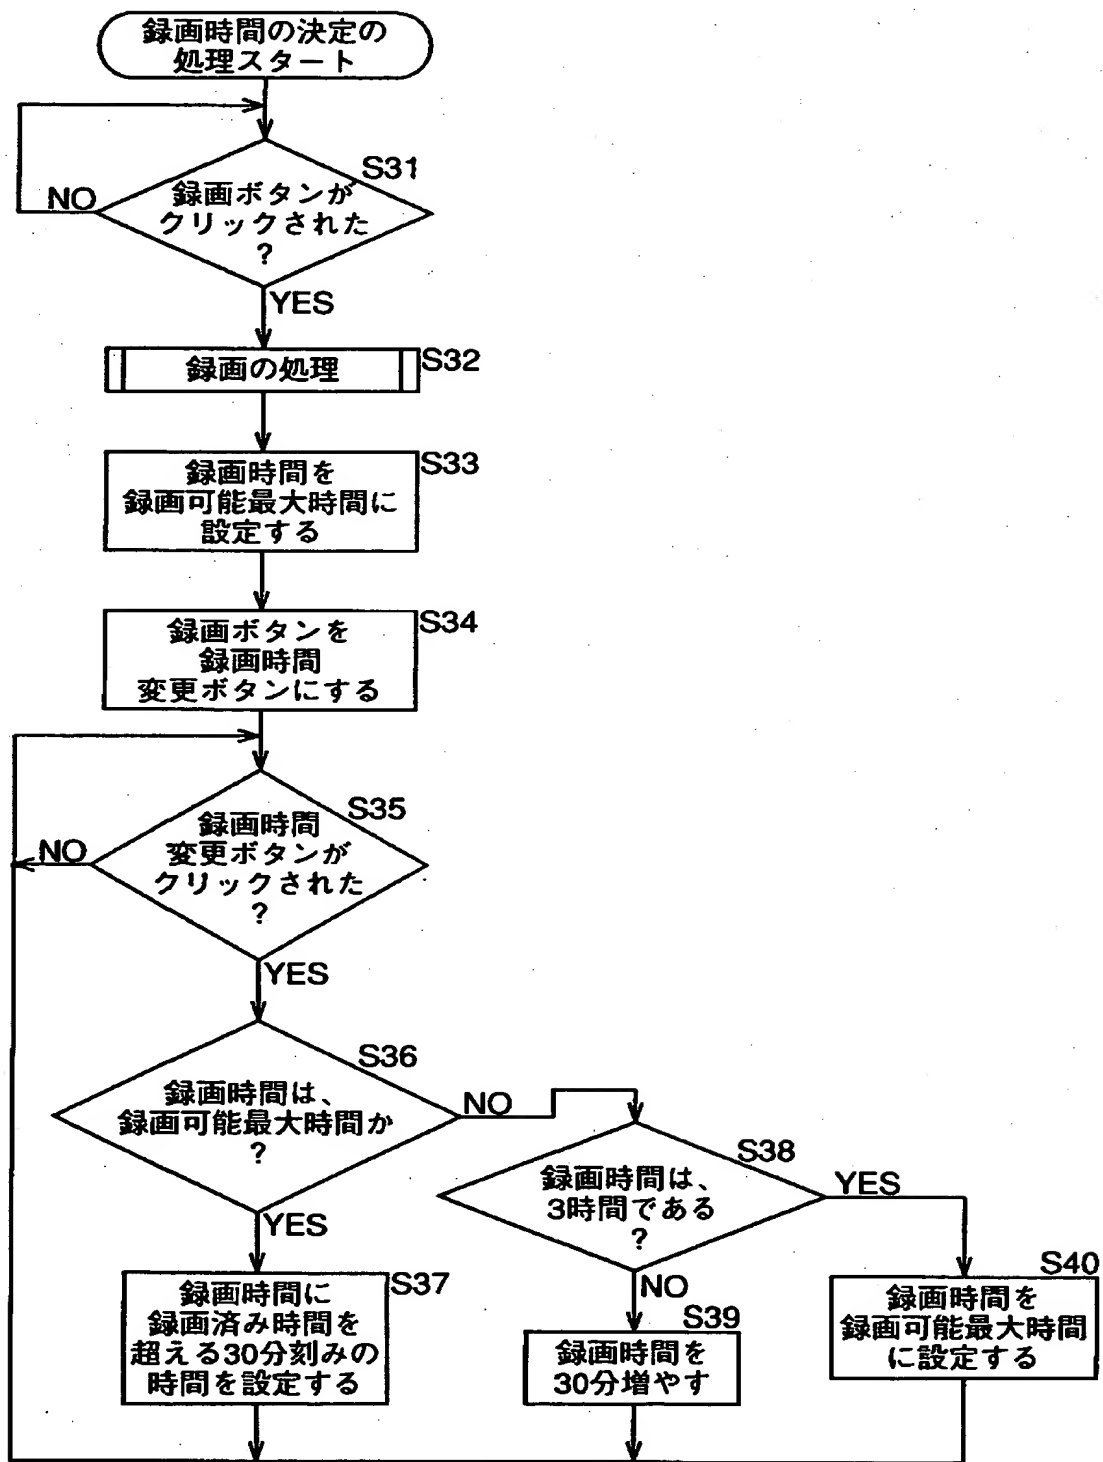 録画時間の決定の
処理スタート
S31
録画ボタンが
クリックされた
?
NO
YES
録画の処理
S32
S33
録画時間を
録画可能最大時間に
設定する
S34
録画ボタンを
録画時間
変更ボタンにする
S35
録画時間
変更ボタンが
クリックされた
?
NO
YES
S36
録画時間は、
録画可能最大時間か
?
NO
YES
S38
録画時間は、
3時間である
?
YES
NO
S37
録画時間に
録画済み時間を
超える30分刻みの
時間を設定する
S39
録画時間を
30分増やす
S40
録画時間を
録画可能最大時間
に設定する